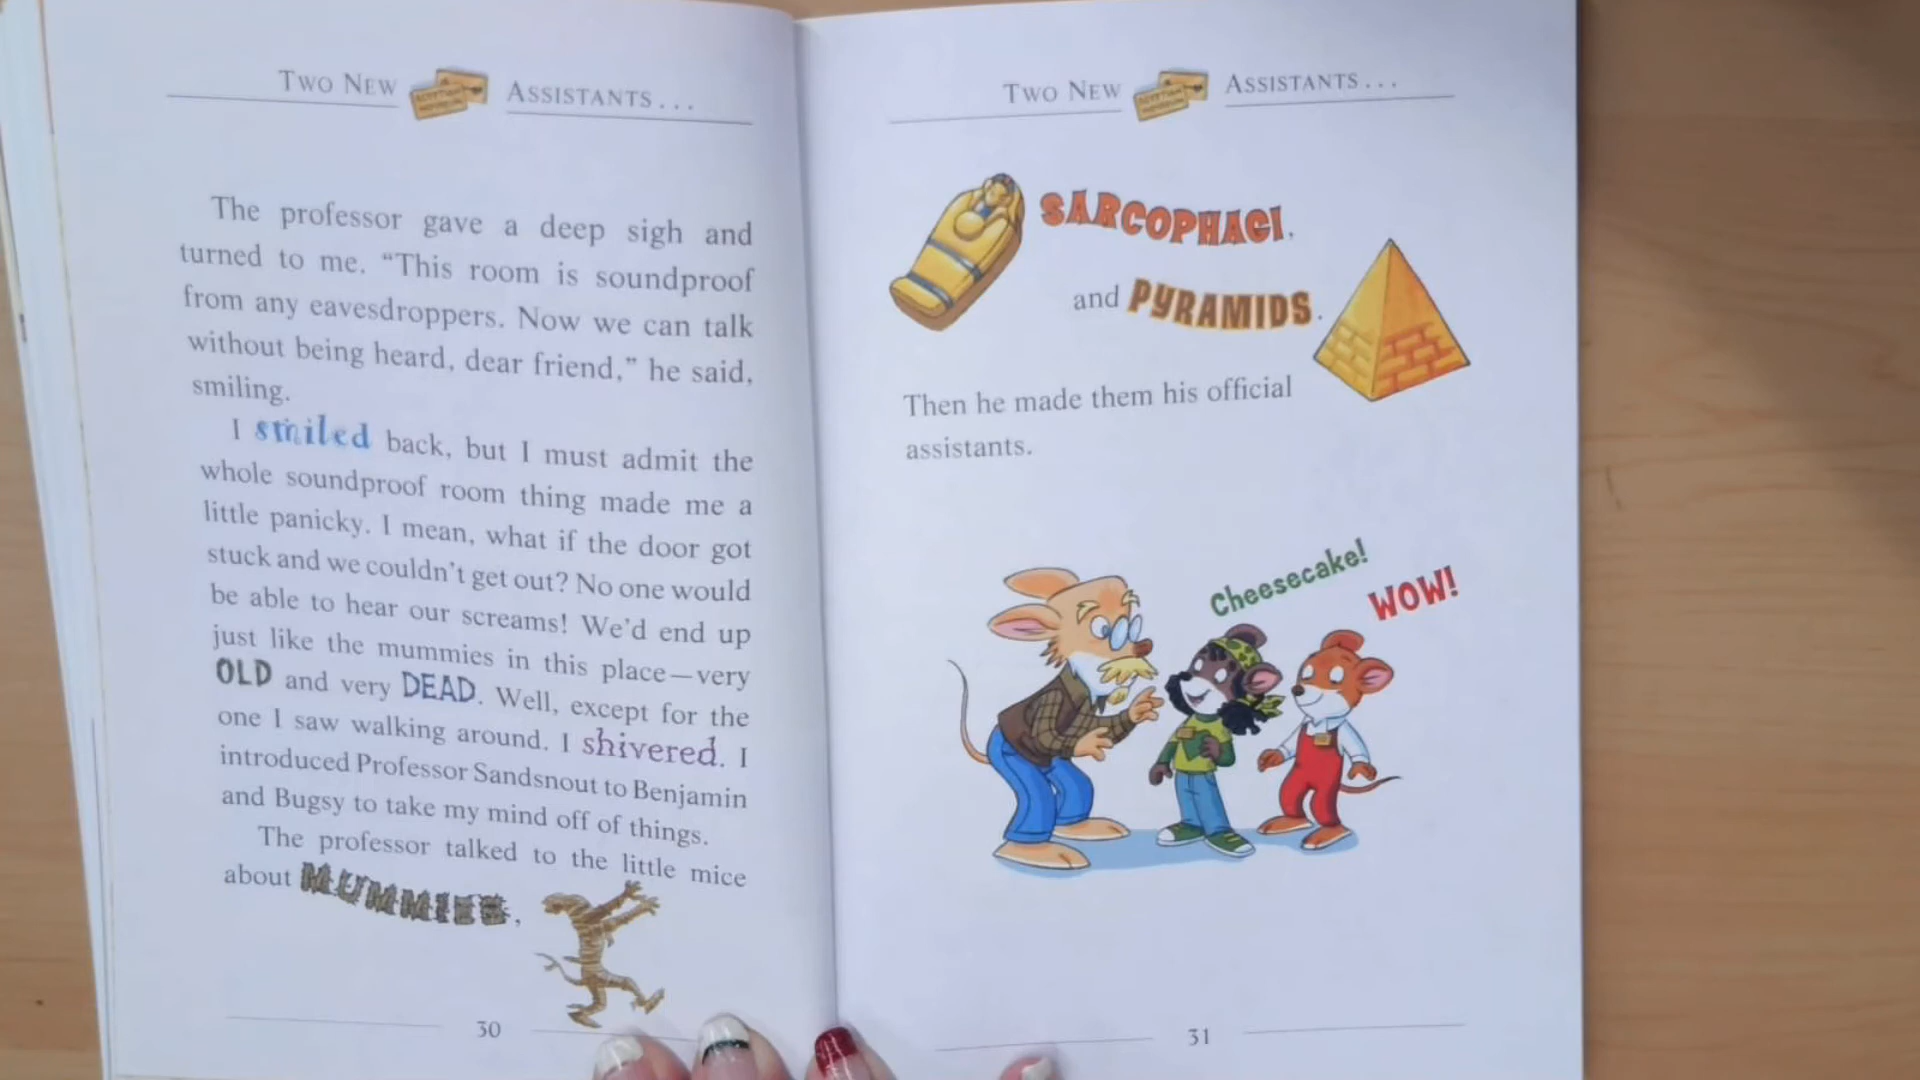 Two New Assistants...
The professor gave a deep sigh and
turned to me. “This room is soundproof
from any eavesdroppers. Now we can talk
without being heard, dear friend,” he said,
smiling.
I smiled back, but I must admit the
whole soundproof room thing made me a
little panicky. I mean, what if the door got
stuck and we couldn’t get out? No one would
be able to hear our screams! We’d end up
just like the mummies in this place—very
OLD and very DEAD. Well, except for the
one I saw walking around. I shivered. I
introduced Professor Sandsnout to Benjamin
and Bugsy to take my mind off of things.
The professor talked to the little mice
about MUMMIES,
30
Two New Assistants...
SARCOPHAGI,
and PYRAMIDS.
Then he made them his official
assistants.
Cheesecake!
WOW!
31